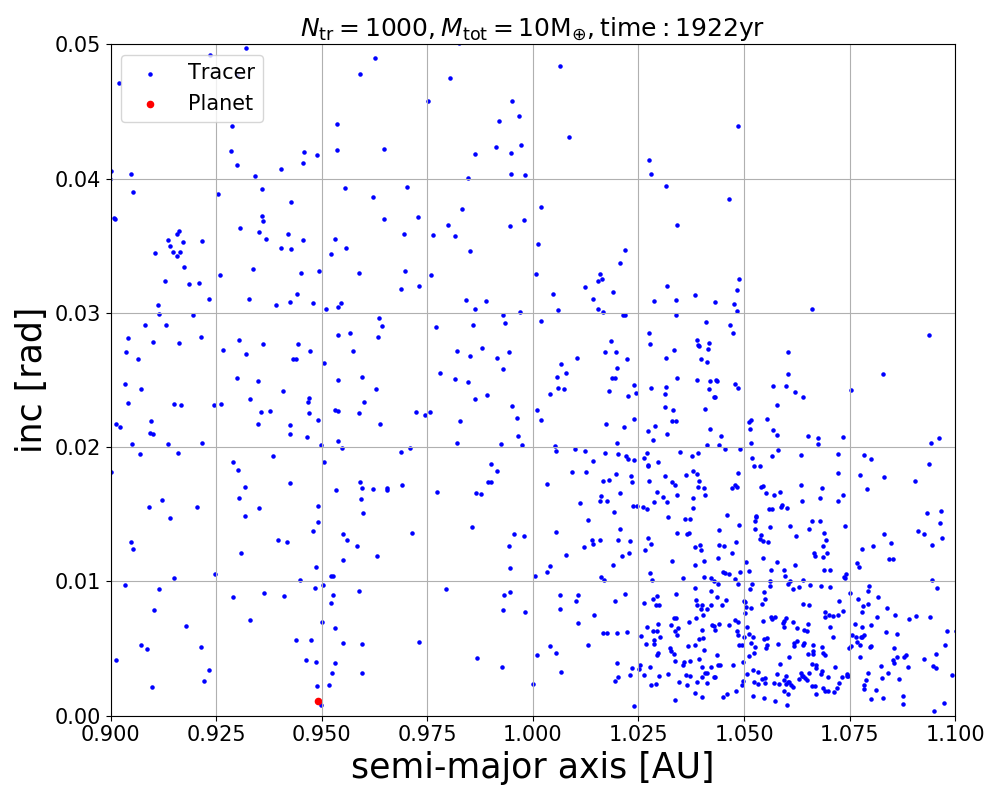 N_tr = 1000, M_tot = 10M_⊕, time : 1922yr
Tracer
Planet
0.05
0.04
0.03
0.02
0.01
0.00
inc [rad]
0.900 0.925 0.950 0.975 1.000 1.025 1.050 1.075 1.100
semi-major axis [AU]